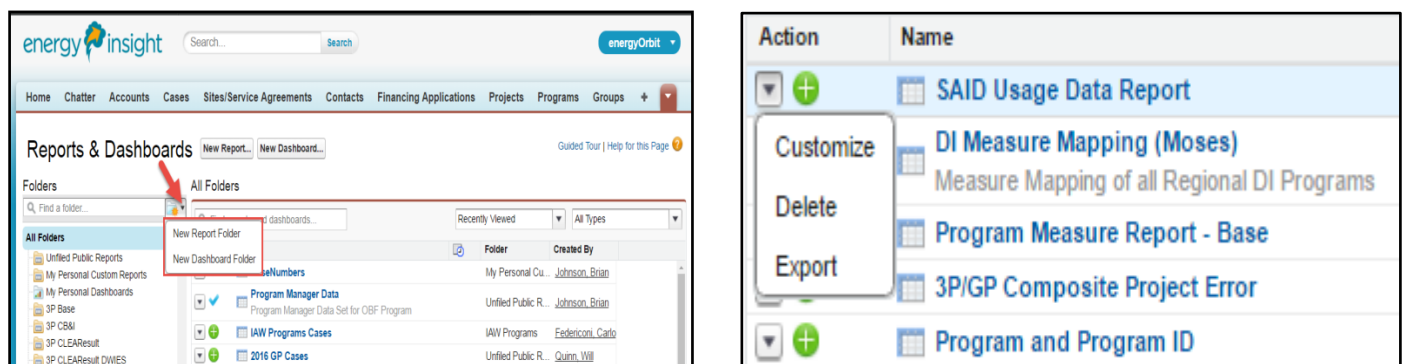 energy insight Search... Search energyOrbit
Home Chatter Accounts Cases Sites/Service Agreements Contacts Financing Applications Projects Programs Groups +
Reports & Dashboards New Report... New Dashboard... Guided Tour | Help for this Page ?
Folders All Folders
Find a folder... dashboards... Recently Viewed All Types
New Report Folder
New Dashboard Folder
All Folders Folder Created By
Unfiled Public Reports
My Personal Custom Reports eNumbers My Personal Cu... Johnson, Brian
My Personal Dashboards Program Manager Data Unfiled Public R... Johnson, Brian
3P Base Program Manager Data Set for OBF Program
3P CB&I IAW Programs Cases IAW Programs Federiconi, Carlo
3P CLEAResult
3P CLEAResult DWIES 2016 GP Cases Unfiled Public R... Quinn, Will
Action Name
SAID Usage Data Report
Customize
Delete
Export
DI Measure Mapping (Moses)
Measure Mapping of all Regional DI Programs
Program Measure Report - Base
3P/GP Composite Project Error
Program and Program ID